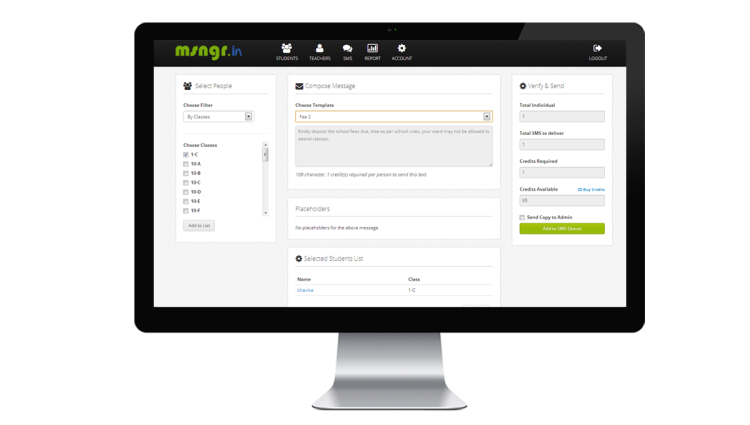 msngr.in
STUDENTS TEACHERS SMS REPORT ACCOUNT LOGOUT
Select People
Choose Filter
By Classes
Choose Classes
1-C
10-A
10-B
10-C
10-D
10-E
10-F
Add to List
Compose Message
Choose Template
Fee 2
Kindly deposit the school fees due, else as per school rules, your ward may not be allowed to
attend classes.
109 character, 1 credit(s) required per person to send this text.
Placeholders
No placeholders for the above message
Selected Students List
Name Class
1-C
Verify & Send
Total Individual
1
Total SMS to deliver
1
Credits Required
1
Credits Available Buy Credits
95
Send Copy to Admin
Add to SMS Queue